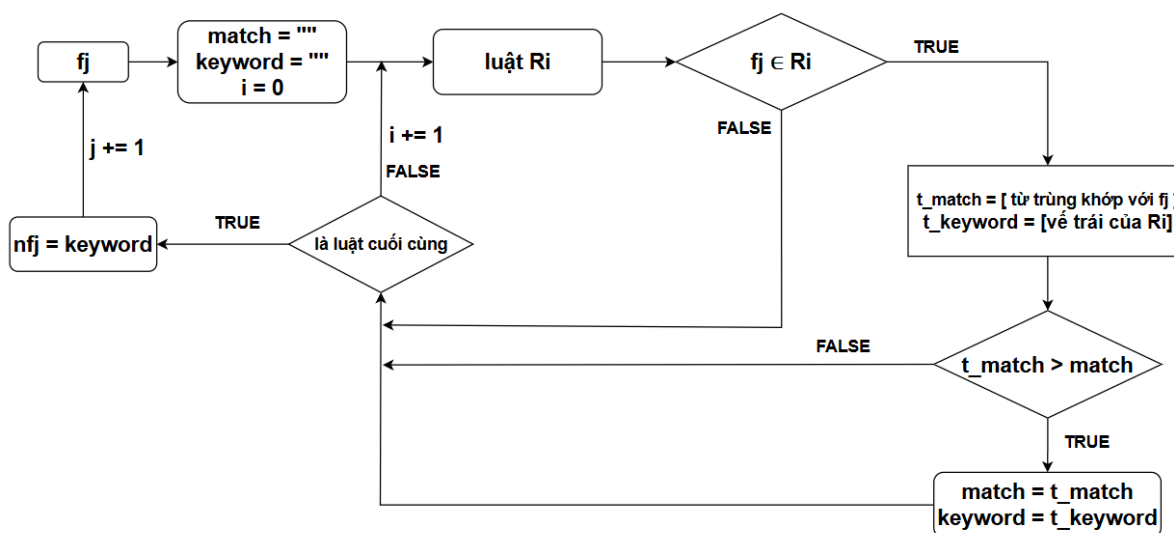 fj
match = ""
keyword = ""
i = 0
luật Ri
fj ∈ Ri
TRUE
FALSE
j += 1
i += 1
FALSE
t_match = [ từ trùng khớp với fj ]
t_keyword = [vế trái của Ri]
nfj = keyword
TRUE
là luật cuối cùng
FALSE
t_match > match
TRUE
match = t_match
keyword = t_keyword